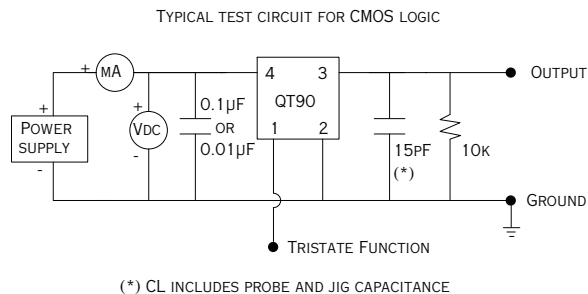 TYPICAL TEST CIRCUIT FOR CMOS LOGIC
+ MA
4 3
OUTPUT
QT90
+
+
0.1µF
OR
0.01µF
VDC
POWER
SUPPLY
1 2
15PF
(*)
10K
-
-
GROUND
TRISTATE FUNCTION
(*) CL INCLUDES PROBE AND JIG CAPACITANCE